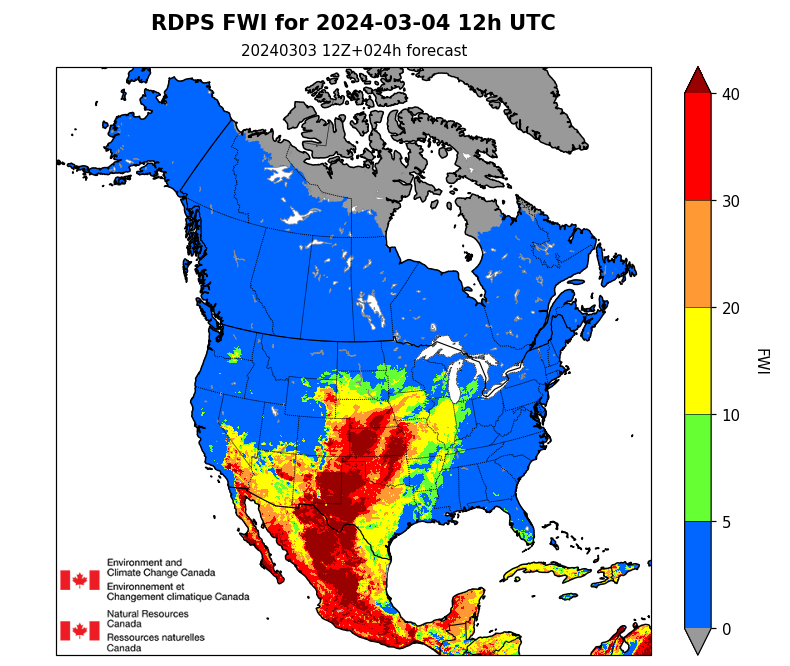 RDPS FWI for 2024-03-04 12h UTC
20240303 12Z+024h forecast
40
30
20
10
5
0
FWI
Environment and
Climate Change Canada
Environnement et
Changement climatique Canada
Natural Resources
Canada
Ressources naturelles
Canada